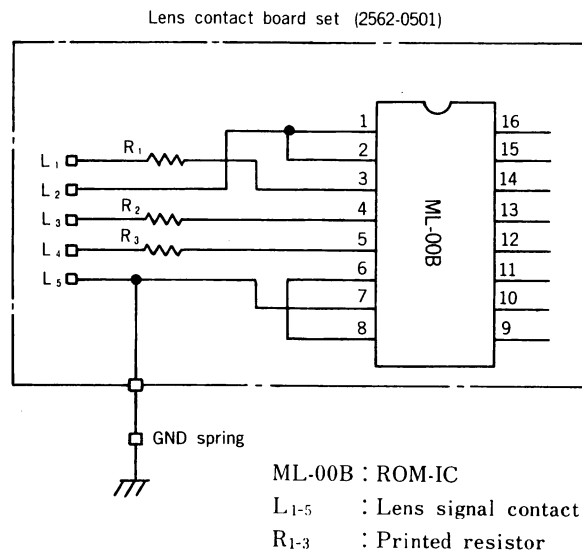 Lens contact board set (2562-0501)
L₁ R₁
L₂
L₃ R₂
L₄ R₃
L₅
1 16
2 15
3 14
4 13
5 12
6 11
7 10
8 9
ML-00B
GND spring
ML-00B : ROM-IC
L₁₋₅ : Lens signal contact
R₁₋₃ : Printed resistor